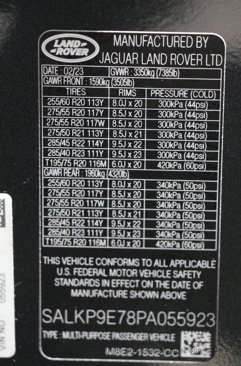 LAND
ROVER
MANUFACTURED BY
JAGUAR LAND ROVER LTD
DATE : 02/23 GVWR : 3350kg (7385lb)
GAWR FRONT : 1590kg (3505lb)
TIRES RIMS PRESSURE (COLD)
255/60 R20 113Y 8.0J x 20 300kPa (44psi)
275/55 R20 117Y 8.5J x 20 300kPa (44psi)
275/55 R20 117W 8.5J x 20 300kPa (44psi)
275/50 R21 113Y 8.5J x 21 300kPa (44psi)
285/45 R22 114Y 9.5J x 22 300kPa (44psi)
285/40 R23 111Y 9.5J x 23 300kPa (44psi)
T195/75 R20 116M 6.0J x 20 420kPa (60psi)
GAWR REAR : 1960kg (4320lb)
255/60 R20 113Y 8.0J x 20 340kPa (50psi)
275/55 R20 117Y 8.5J x 20 340kPa (50psi)
275/55 R20 117W 8.5J x 20 340kPa (50psi)
275/50 R21 113Y 8.5J x 21 340kPa (50psi)
285/45 R22 114Y 9.5J x 22 340kPa (50psi)
285/40 R23 111Y 9.5J x 23 340kPa (50psi)
T195/75 R20 116M 6.0J x 20 420kPa (60psi)
THIS VEHICLE CONFORMS TO ALL APPLICABLE
U.S. FEDERAL MOTOR VEHICLE SAFETY
STANDARDS IN EFFECT ON THE DATE OF
MANUFACTURE SHOWN ABOVE
SALKP9E78PA055923
TYPE : MULTI-PURPOSE PASSENGER VEHICLE
VIN NO 055923